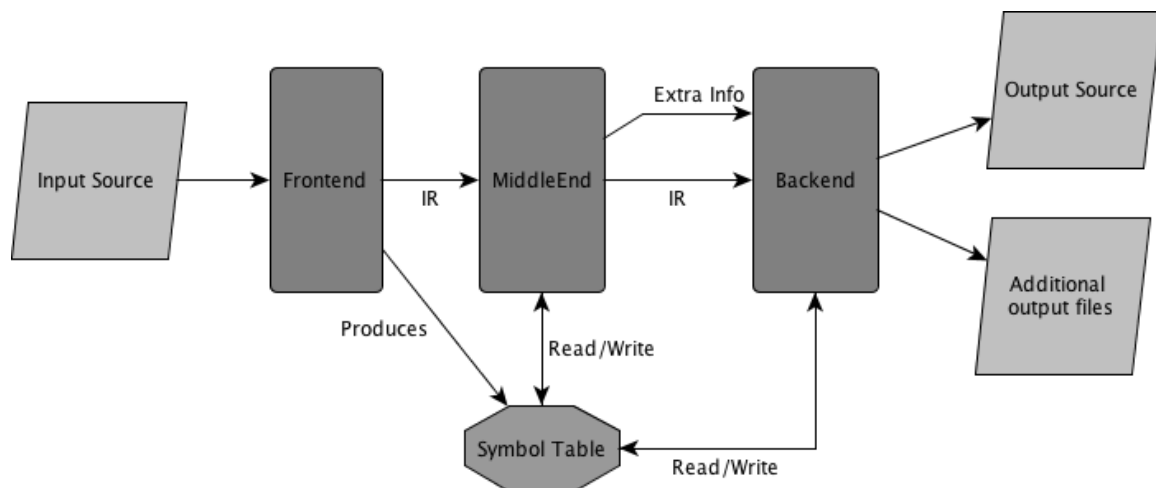 Output Source
Extra Info
Input Source
Frontend
MiddleEnd
Backend
IR
IR
Additional
output files
Produces
Read/Write
Symbol Table
Read/Write